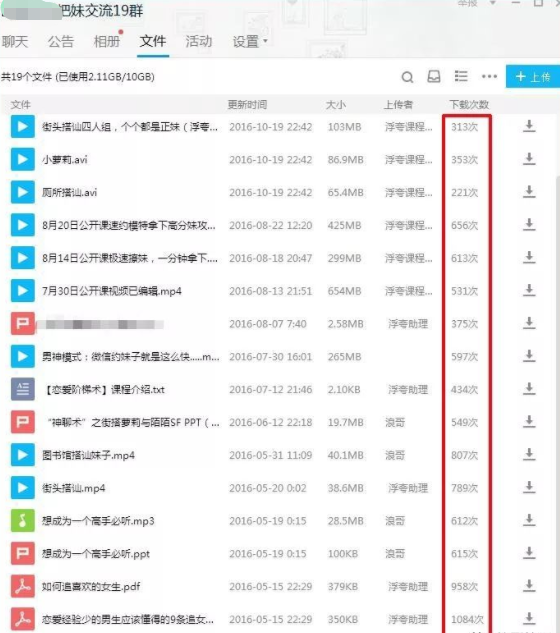 把妹交流19群
举报
聊天 公告 相册 文件 活动 设置
共19个文件 (已使用2.11GB/10GB)
上传
文件 更新时间 大小 上传者 下载次数
街头搭讪四人组，个个都是正妹（浮夸... 2016-10-19 22:42 103MB 浮夸课程... 313次
小萝莉.avi 2016-10-19 22:42 86.9MB 浮夸课程... 353次
厕所搭讪.avi 2016-10-19 22:42 65.4MB 浮夸课程... 221次
8月20日公开课速约模特拿下高分妹攻... 2016-08-22 12:20 425MB 浮夸课程... 656次
8月14日公开课极速撩妹，一分钟拿下... 2016-08-18 20:47 299MB 浮夸课程... 613次
7月30日公开课视频已编辑.mp4 2016-08-13 21:51 654MB 浮夸课程... 531次
2016-08-07 7:40 2.58MB 浮夸助理 375次
男神模式：微信约妹子就是这么快.....m... 2016-07-30 16:01 265MB 597次
【恋爱阶梯术】课程介绍.txt 2016-07-12 21:46 2.10KB 浮夸助理 434次
“神聊术”之街搭萝莉与陌陌SF PPT（... 2016-06-12 22:18 19.7MB 浪哥 549次
图书馆搭讪妹子.mp4 2016-05-31 11:09 40.1MB 浮夸助理 807次
街头搭讪.mp4 2016-05-20 0:02 38.6MB 浮夸助理 789次
想成为一个高手必听.mp3 2016-05-19 0:15 28.5MB 浪哥 612次
想成为一个高手必听.ppt 2016-05-19 0:15 100KB 浪哥 615次
如何追喜欢的女生.pdf 2016-05-15 22:29 379KB 浮夸助理 958次
恋爱经验少的男生应该懂得的9条追女... 2016-05-15 22:29 350KB 浮夸助理 1084次